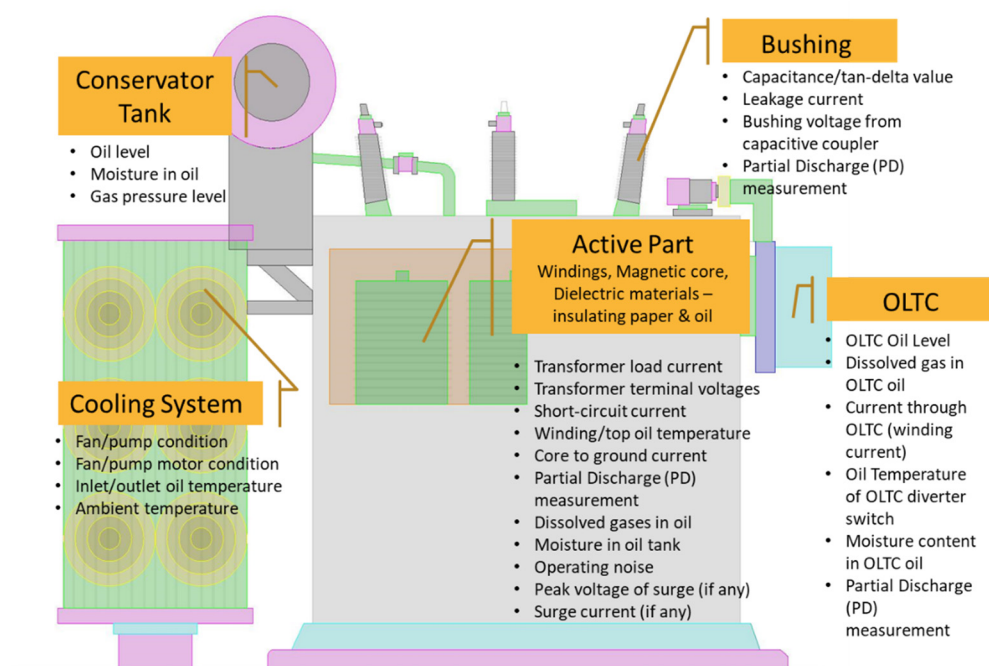 Conservator
Tank
• Oil level
• Moisture in oil
• Gas pressure level
Bushing
• Capacitance/tan-delta value
• Leakage current
• Bushing voltage from
capacitive coupler
• Partial Discharge (PD)
measurement
Active Part
Windings, Magnetic core,
Dielectric materials –
insulating paper & oil
• Transformer load current
• Transformer terminal voltages
• Short-circuit current
• Winding/top oil temperature
• Core to ground current
• Partial Discharge (PD)
measurement
• Dissolved gases in oil
• Moisture in oil tank
• Operating noise
• Peak voltage of surge (if any)
• Surge current (if any)
OLTC
• OLTC Oil Level
• Dissolved gas in
OLTC oil
• Current through
OLTC (winding
current)
• Oil Temperature
of OLTC diverter
switch
• Moisture content
in OLTC oil
• Partial Discharge
(PD)
measurement
Cooling System
• Fan/pump condition
• Fan/pump motor condition
• Inlet/outlet oil temperature
• Ambient temperature